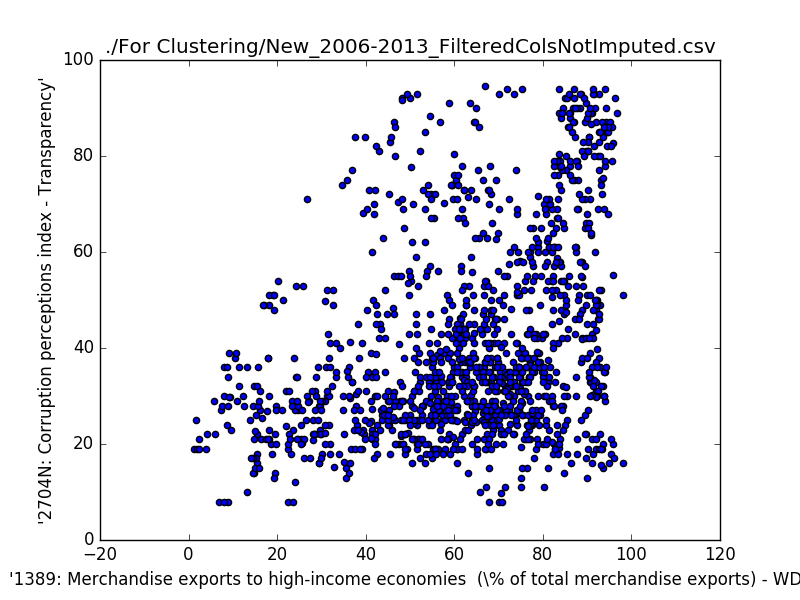 ./For Clustering/New_2006-2013_FilteredColsNotImputed.csv
'2704N: Corruption perceptions index - Transparency'
100
80
60
40
20
0
−20 0 20 40 60 80 100 120
'1389: Merchandise exports to high-income economies (\% of total merchandise exports) - WD